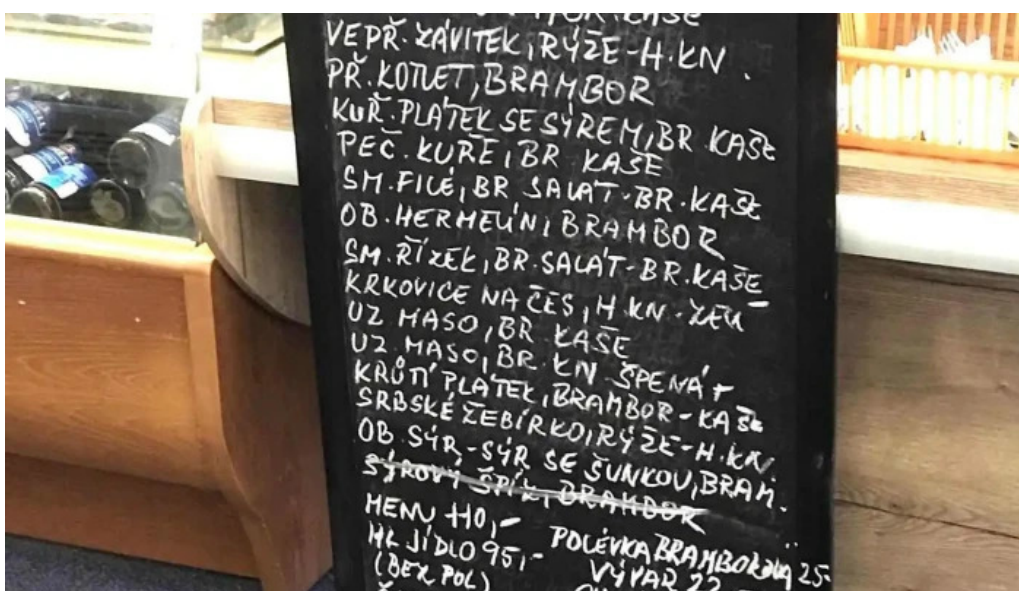 KAŠE
VEPŘ. ZÁVITEK, RÝŽE-H.KN.
PŘ. KOTLET, BRAMBOR
KUŘ. PLÁTEK SE SÝREM, BR. KAŠE
PEČ. KUŘE, BR KAŠE
SM. FILÉ, BR SALÁT-BR. KAŠE
OB. HERMELÍN, BRAMBOR
SM. ŘÍZEK, BR. SALÁT-BR. KAŠE
KRKOVICE NA ČES, H KN-ZELÍ
UZ MASO, BR KAŠE
UZ. MASO, BR. KN ŠPENÁT
KRŮTÍ PLÁTEK, BRAMBOR-KAŠE
SRBSKÉ ŽEBÍRKO, RÝŽE-H.KN.
OB. SÝR-SÝR SE ŠUNKOU, BRAM.
SÝROVÝ ŠPÍZ, BRAMBOR
MENU 110,-
HL JÍDLO 95,-
(BEZ POL)
POLÉVKA BRAMBOROVÁ 25-
VÝVAR 22